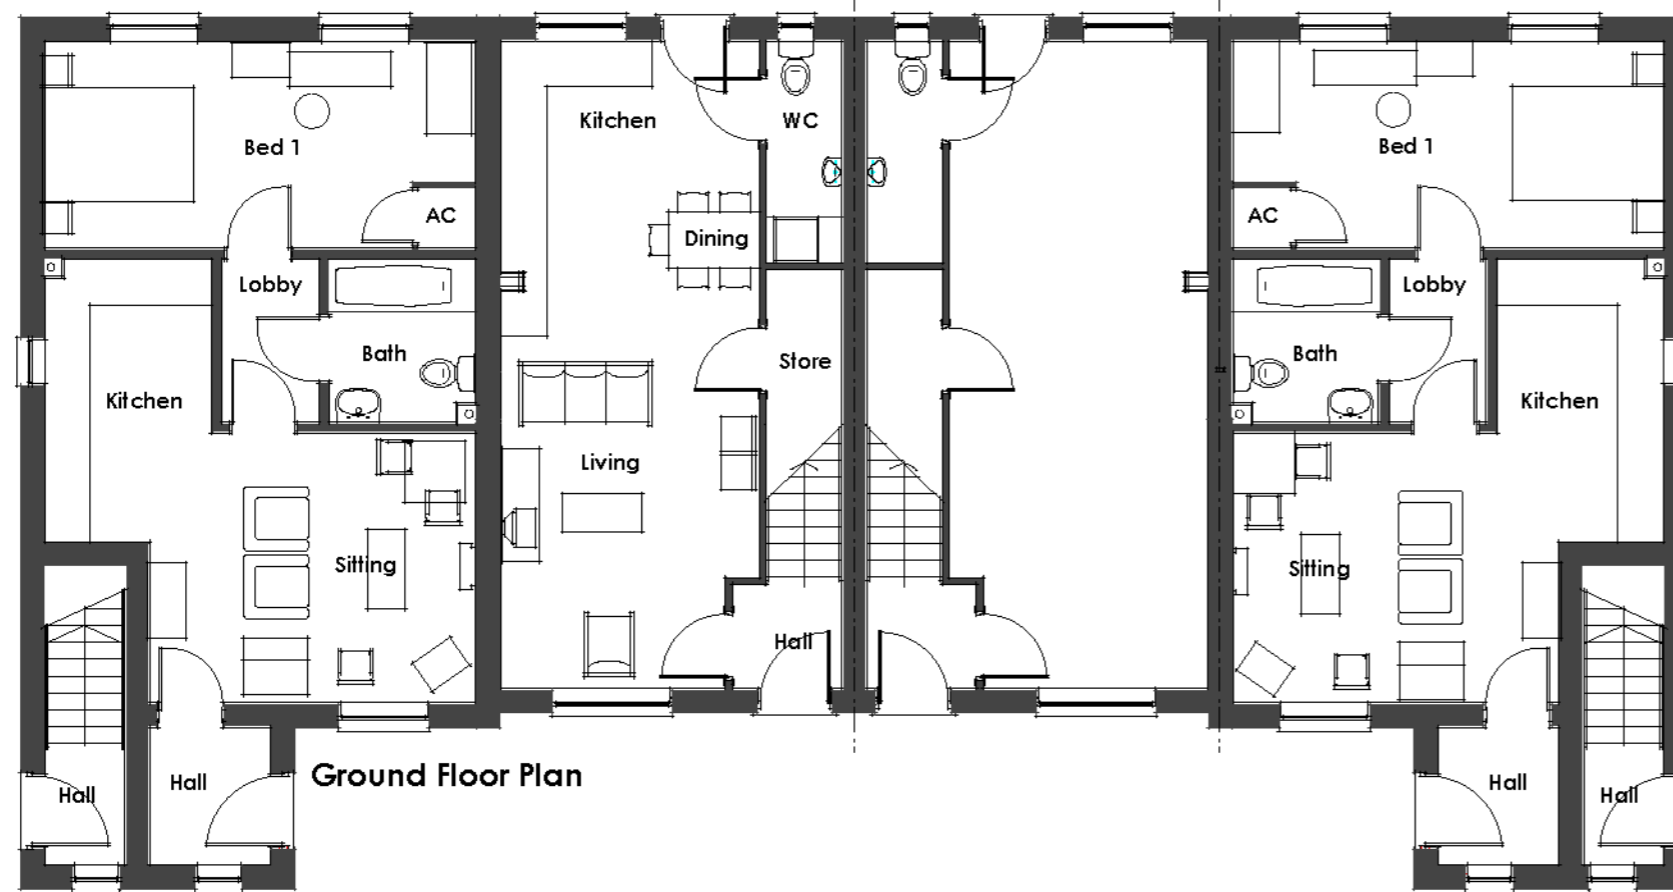 Kitchen
WC
Bed 1
Bed 1
AC
AC
Dining
Lobby
Lobby
Bath
Store
Bath
Kitchen
Kitchen
Living
Sitting
Sitting
Hall
Ground Floor Plan
Hall
Hall
Hall
Hall